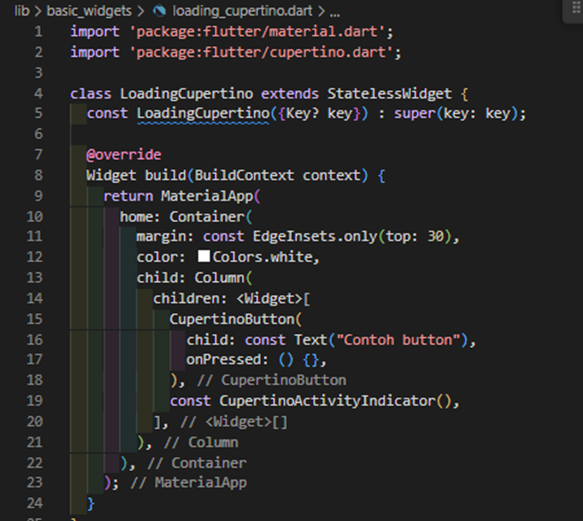 lib > basic_widgets > loading_cupertino.dart > ...
1 import 'package:flutter/material.dart';
2 import 'package:flutter/cupertino.dart';
3
4 class LoadingCupertino extends StatelessWidget {
5   const LoadingCupertino({Key? key}) : super(key: key);
6
7   @override
8   Widget build(BuildContext context) {
9     return MaterialApp(
10       home: Container(
11         margin: const EdgeInsets.only(top: 30),
12         color: Colors.white,
13         child: Column(
14           children: <Widget>[
15             CupertinoButton(
16               child: const Text("Contoh button"),
17               onPressed: () {},
18             ), // CupertinoButton
19             const CupertinoActivityIndicator(),
20           ], // <Widget>[]
21         ), // Column
22       ), // Container
23     ); // MaterialApp
24   }
25 }